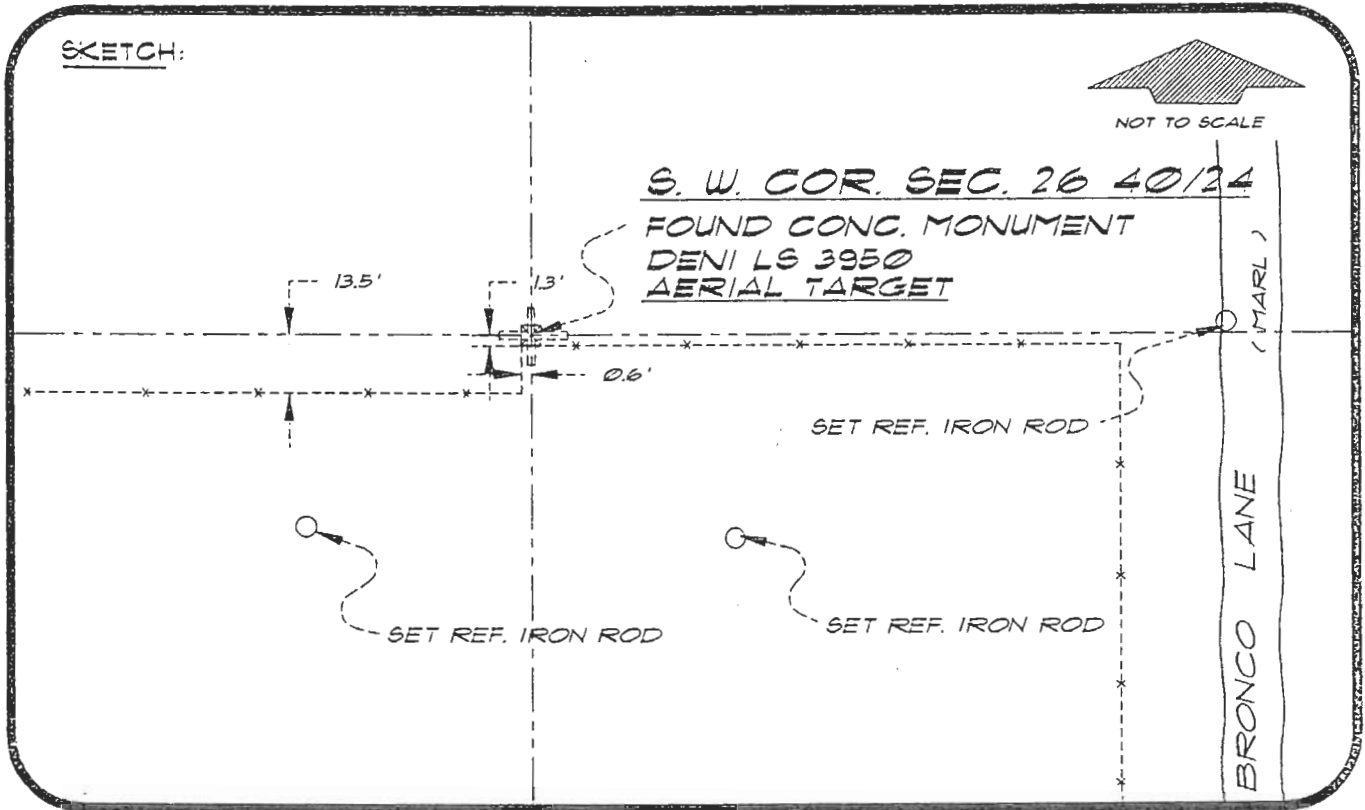 SKETCH:
NOT TO SCALE
S. W. COR. SEC. 26 40/24
FOUND CONC. MONUMENT
DENI LS 3950
AERIAL TARGET
13.5'
1.3'
0.6'
SET REF. IRON ROD
SET REF. IRON ROD
SET REF. IRON ROD
BRONCO LANE (MARL)